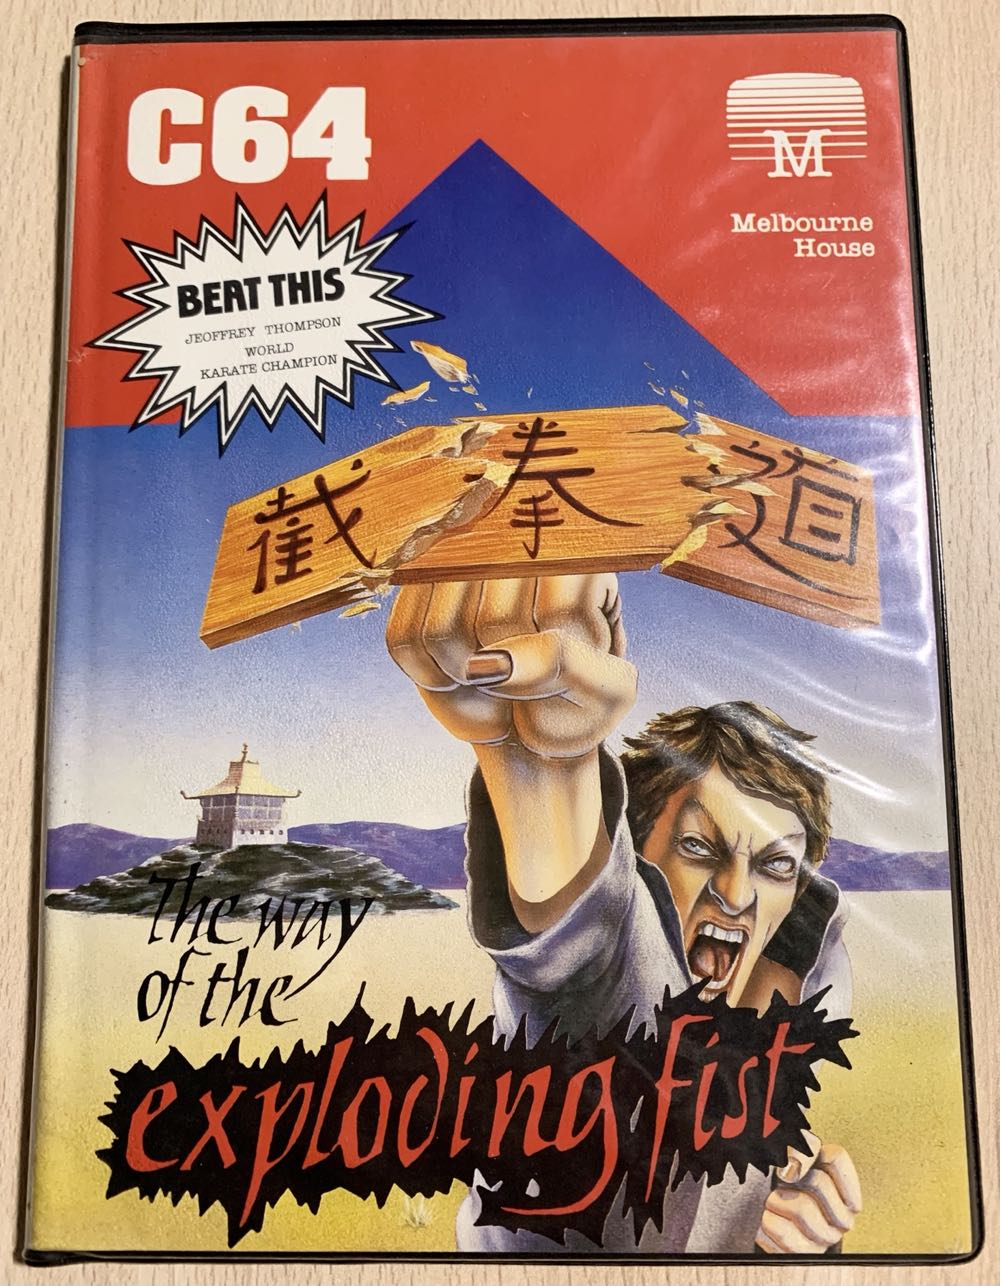 C64
M
Melbourne
House
BEAT THIS
JEOFFREY THOMPSON
WORLD
KARATE CHAMPION
截拳道
The way
of the
exploding fist